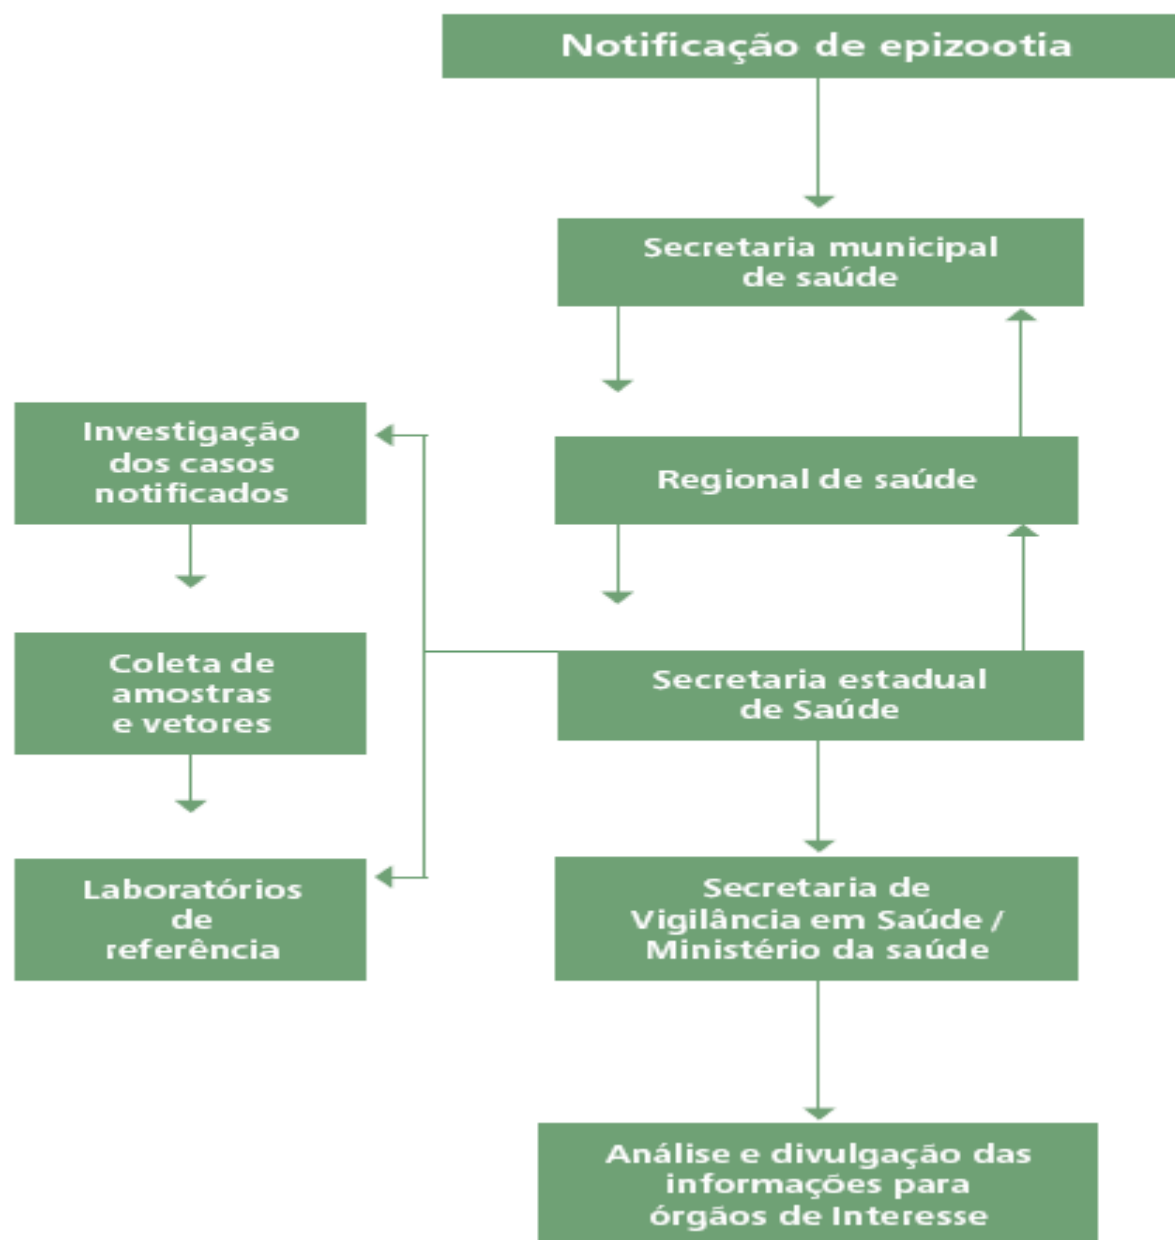 Notificação de epizootia
Secretaria municipal
de saúde
Investigação
dos casos
notificados
Regional de saúde
Coleta de
amostras
e vetores
Secretaria estadual
de Saúde
Laboratórios
de
referência
Secretaria de
Vigilância em Saúde /
Ministério da saúde
Análise e divulgação das
informações para
órgãos de Interesse